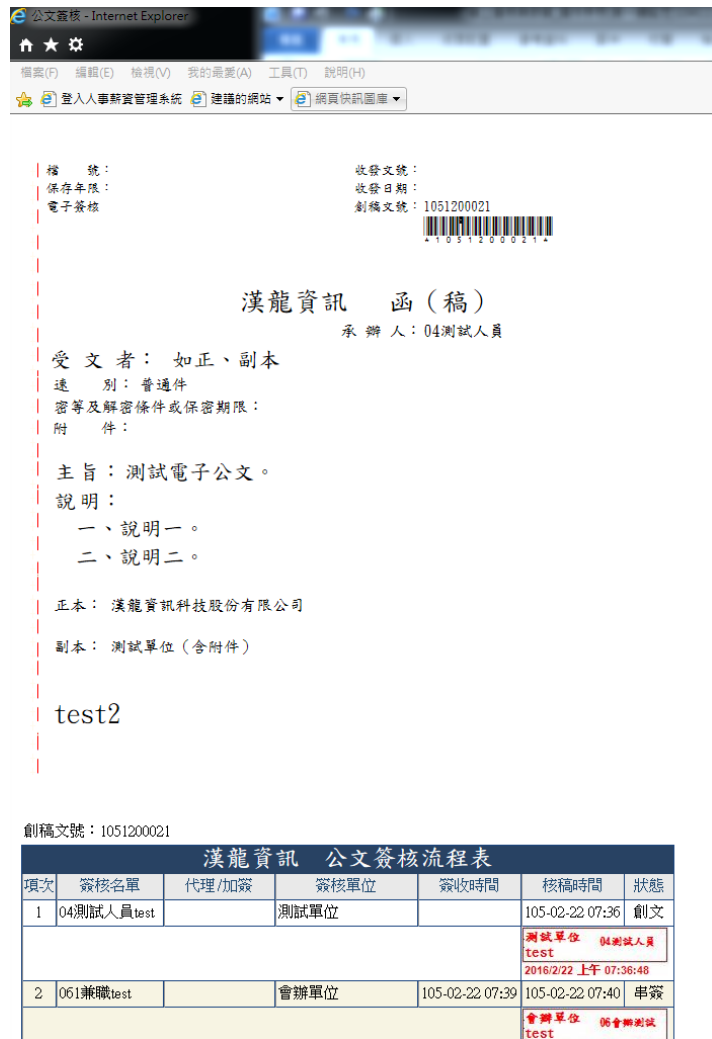 公文簽核 - Internet Explorer
檔案(F) 編輯(E) 檢視(V) 我的最愛(A) 工具(T) 說明(H)
登入人事薪資管理系統 建議的網站 網頁快訊圖庫
檔 號： 收發文號：
保存年限： 收發日期：
電子簽核 創稿文號：1051200021
*1051200021*
漢龍資訊 函（稿）
承 辦 人：04測試人員
受 文 者： 如正、副本
速 別：普通件
密等及解密條件或保密期限：
附 件：
主旨：測試電子公文。
說明：
一、說明一。
二、說明二。
正本： 漢龍資訊科技股份有限公司
副本： 測試單位（含附件）
test2
創稿文號：1051200021
漢龍資訊 公文簽核流程表
項次 簽核名單 代理/加簽 簽核單位 簽收時間 核稿時間 狀態
1 04測試人員test 測試單位 105-02-22 07:36 創文
測試單位 04測試人員
test
2016/2/22 上午 07:36:48
2 061兼職test 會辦單位 105-02-22 07:39 105-02-22 07:40 串簽
會辦單位 06會辦測試
test